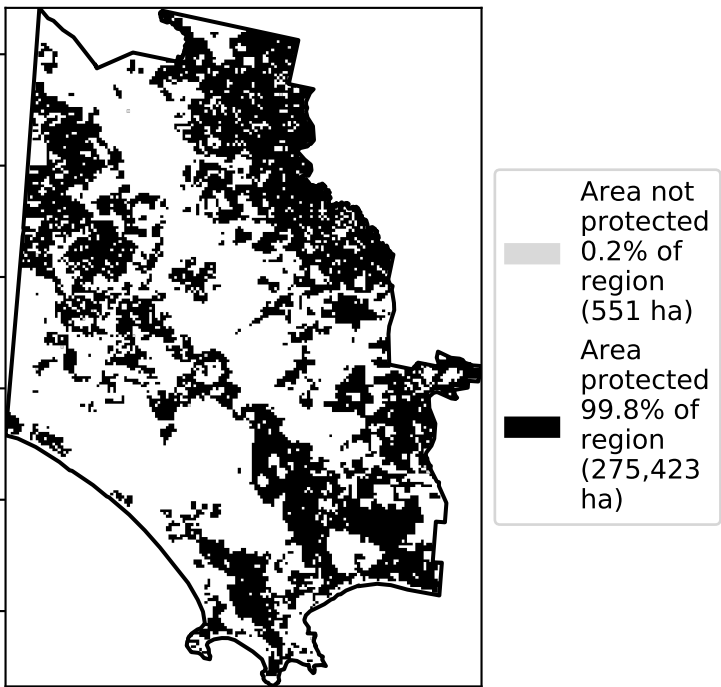 Area not
protected
0.2% of
region
(551 ha)
Area
protected
99.8% of
region
(275,423
ha)